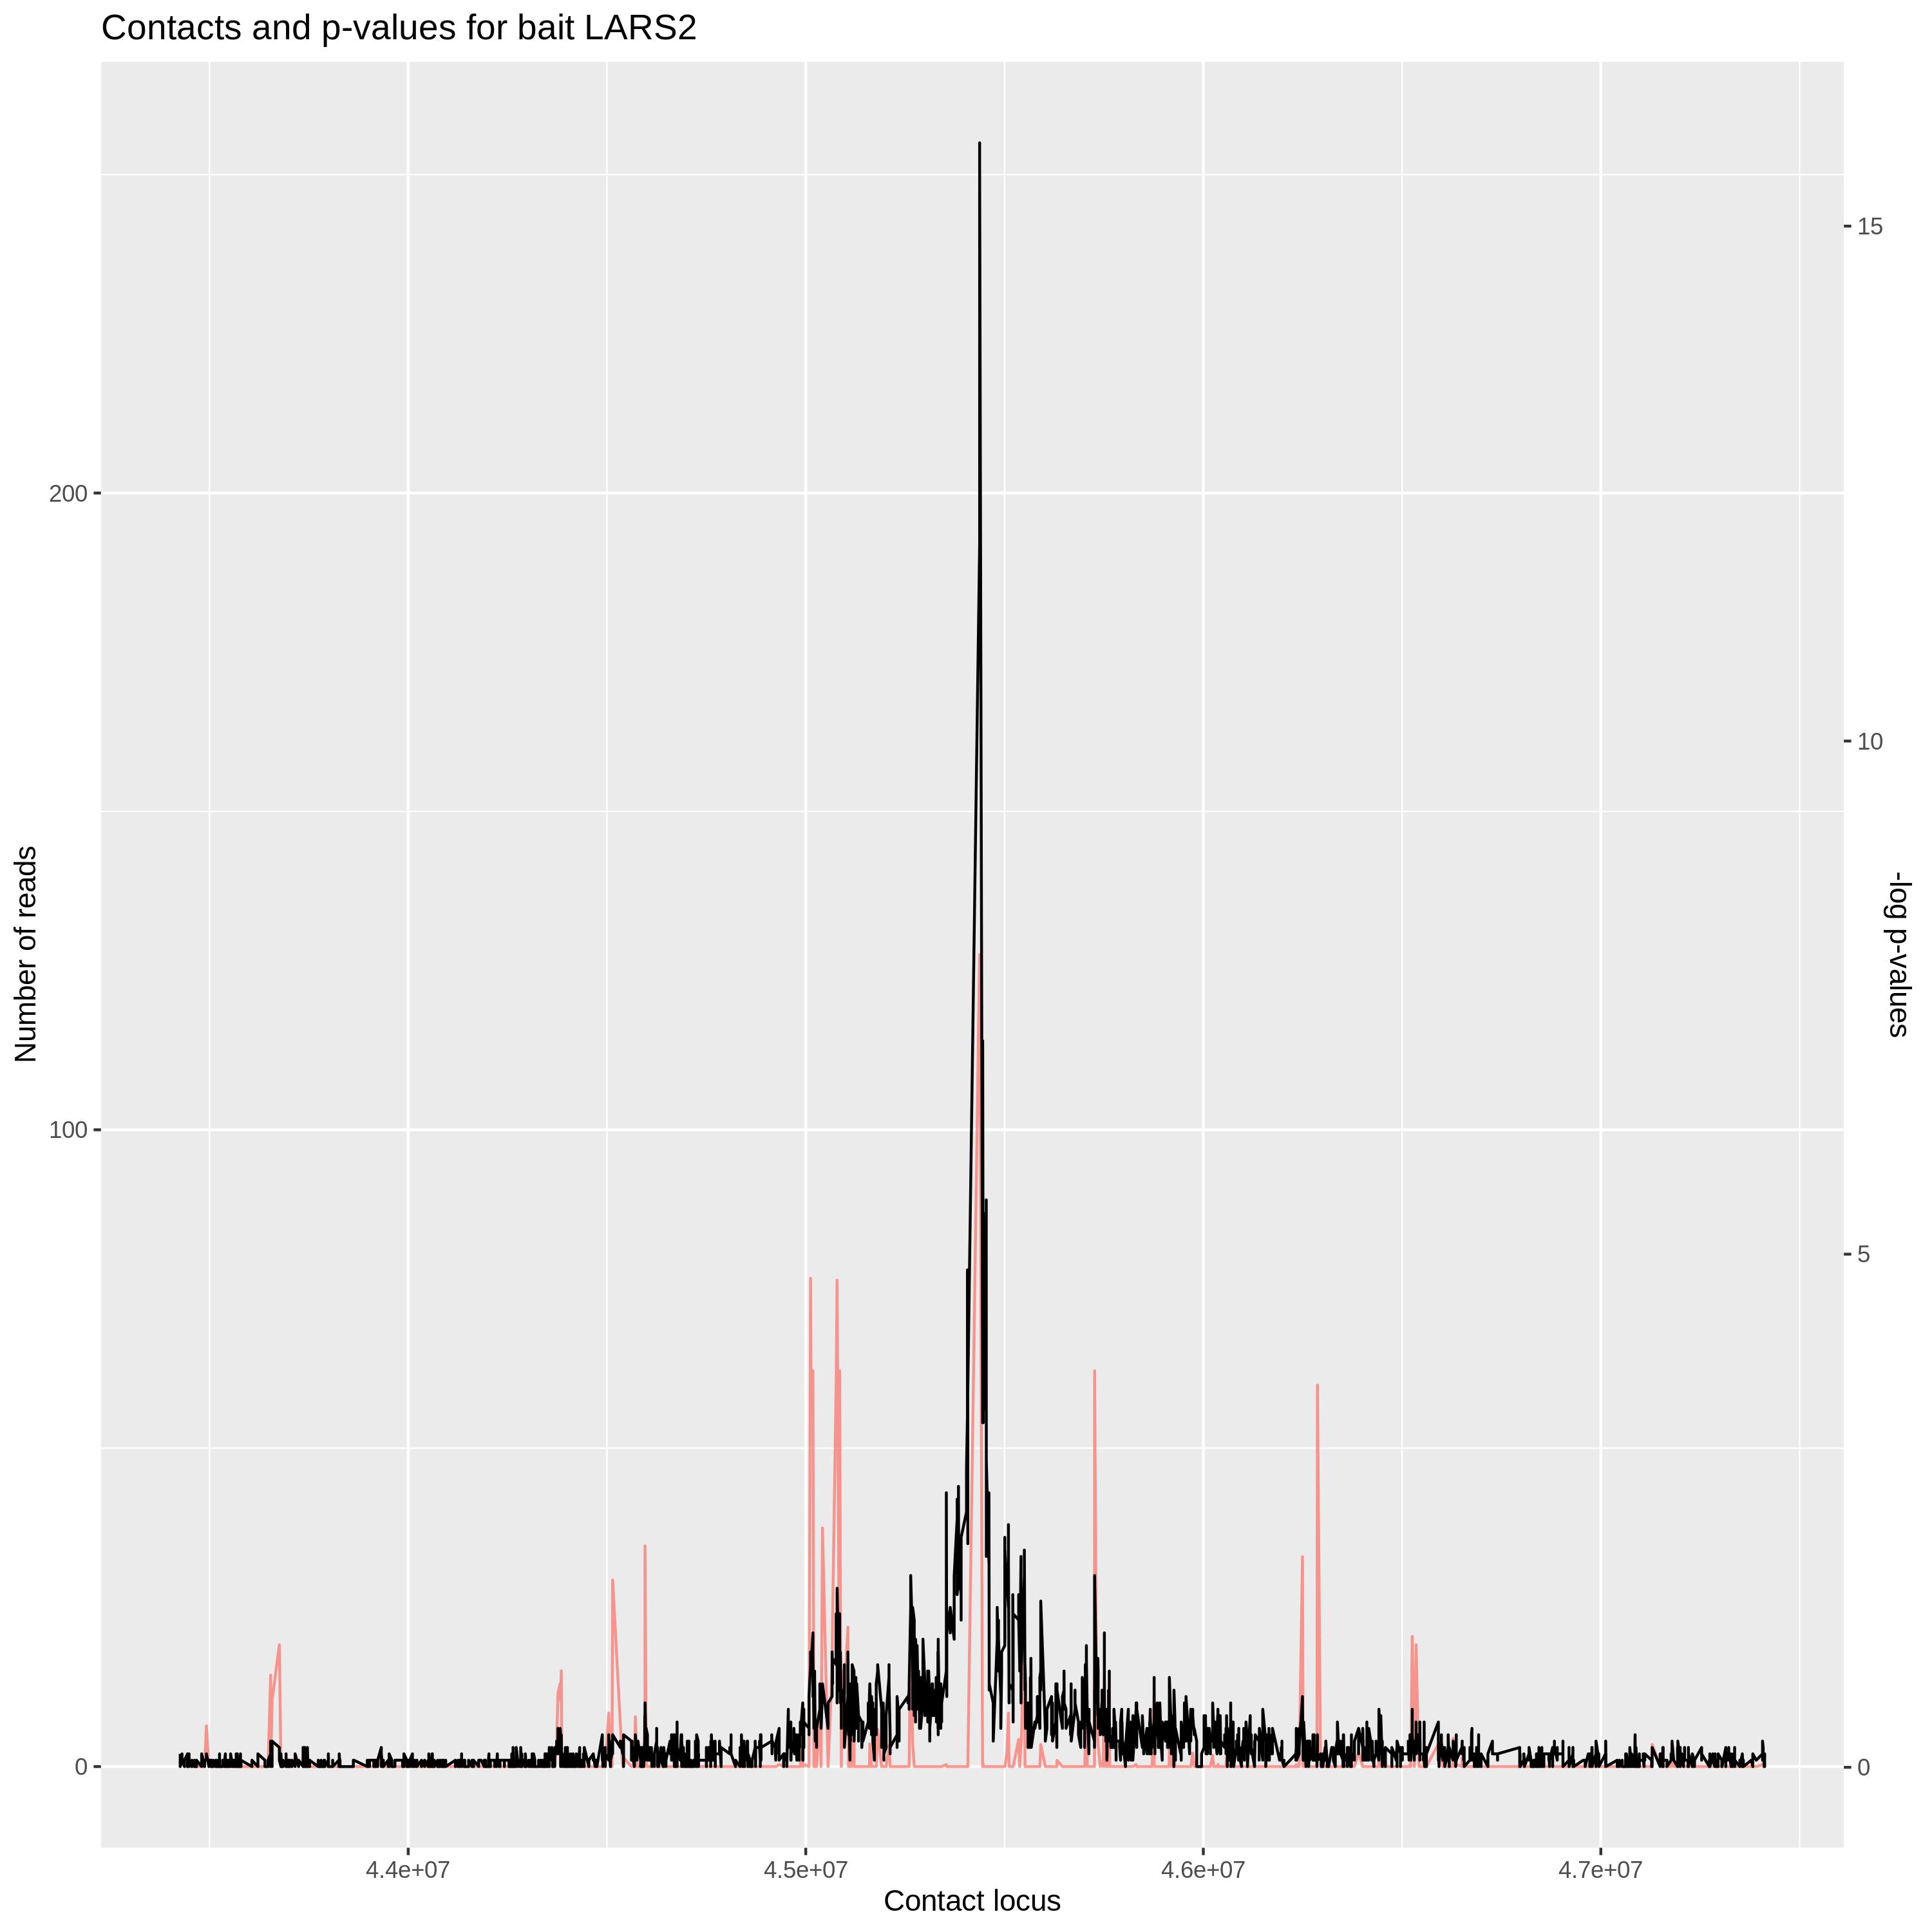 Contacts and p-values for bait LARS2
Number of reads
200
100
0
15
10
5
0
-log p-values
4.4e+07
4.5e+07
4.6e+07
4.7e+07
Contact locus